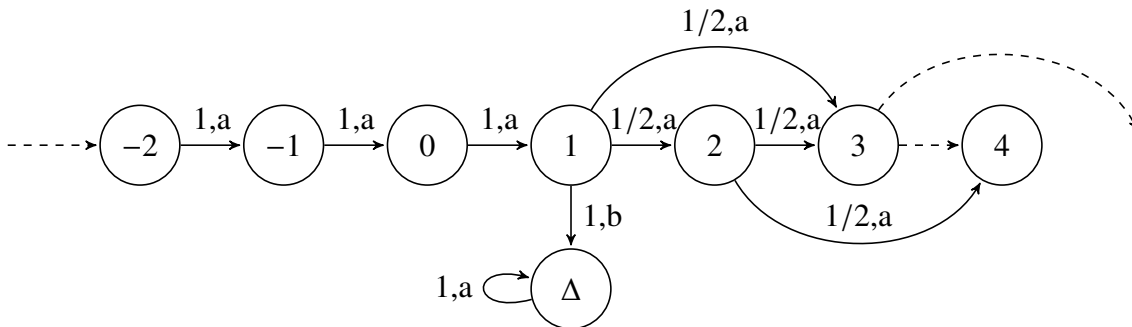 1/2,a
1,a 1,a 1,a 1/2,a 1/2,a
−2 −1 0 1 2 3 4
1,b 1/2,a
1,a Δ